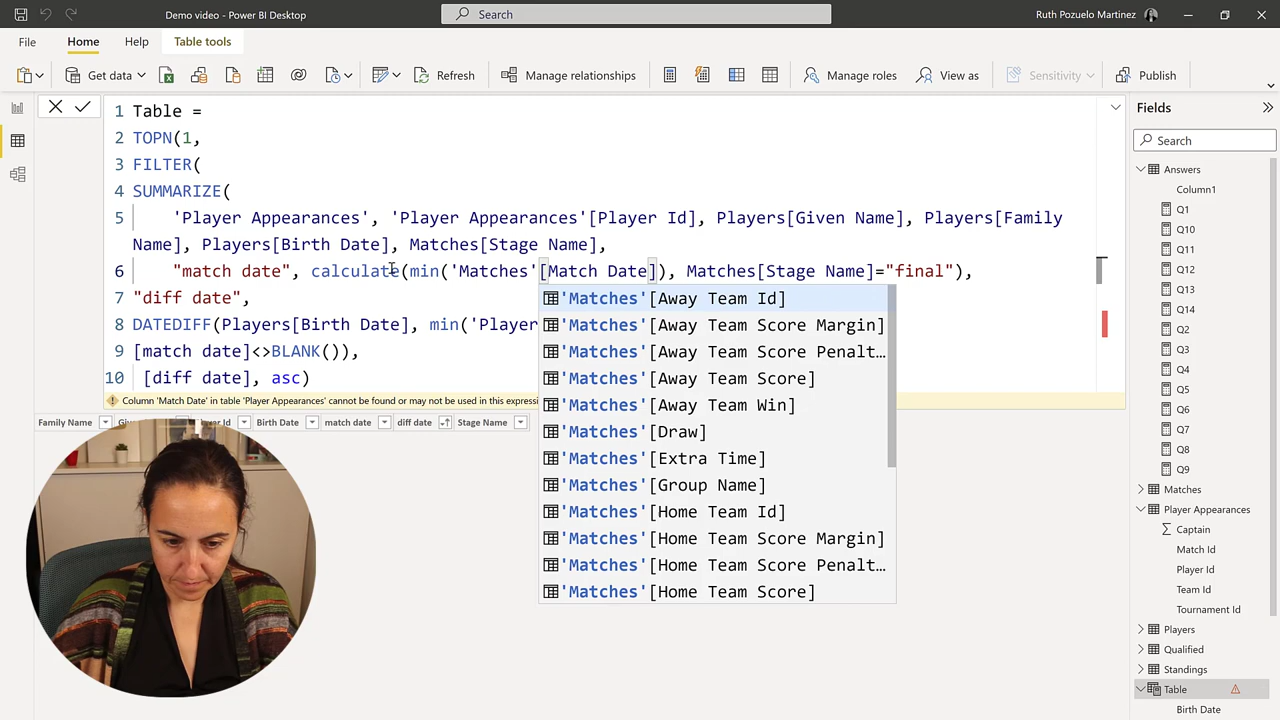 Demo video - Power BI Desktop
Search
Ruth Pozuelo Martinez
File
Home
Help
Table tools
Get data
Refresh
Manage relationships
Manage roles
View as
Sensitivity
Publish
1 Table =
2 TOPN(1,
3 FILTER(
4 SUMMARIZE(
5 'Player Appearances', 'Player Appearances'[Player Id], Players[Given Name], Players[Family
Name], Players[Birth Date], Matches[Stage Name],
6 "match date", calculate(min('Matches'[Match Date]), Matches[Stage Name]="final"),
7 "diff date",
8 DATEDIFF(Players[Birth Date], min('Player
9 [match date]<>BLANK()),
10 [diff date], asc)
'Matches'[Away Team Id]
'Matches'[Away Team Score Margin]
'Matches'[Away Team Score Penalt...
'Matches'[Away Team Score]
'Matches'[Away Team Win]
'Matches'[Draw]
'Matches'[Extra Time]
'Matches'[Group Name]
'Matches'[Home Team Id]
'Matches'[Home Team Score Margin]
'Matches'[Home Team Score Penalt...
'Matches'[Home Team Score]
Column 'Match Date' in table 'Player Appearances' cannot be found or may not be used in this expressi
Family Name
Birth Date
match date
diff date
Stage Name
Fields
Search
Answers
Column1
Q1
Q10
Q11
Q12
Q13
Q14
Q2
Q3
Q4
Q5
Q6
Q7
Q8
Q9
Matches
Player Appearances
Captain
Match Id
Player Id
Team Id
Tournament Id
Players
Qualified
Standings
Table
Birth Date